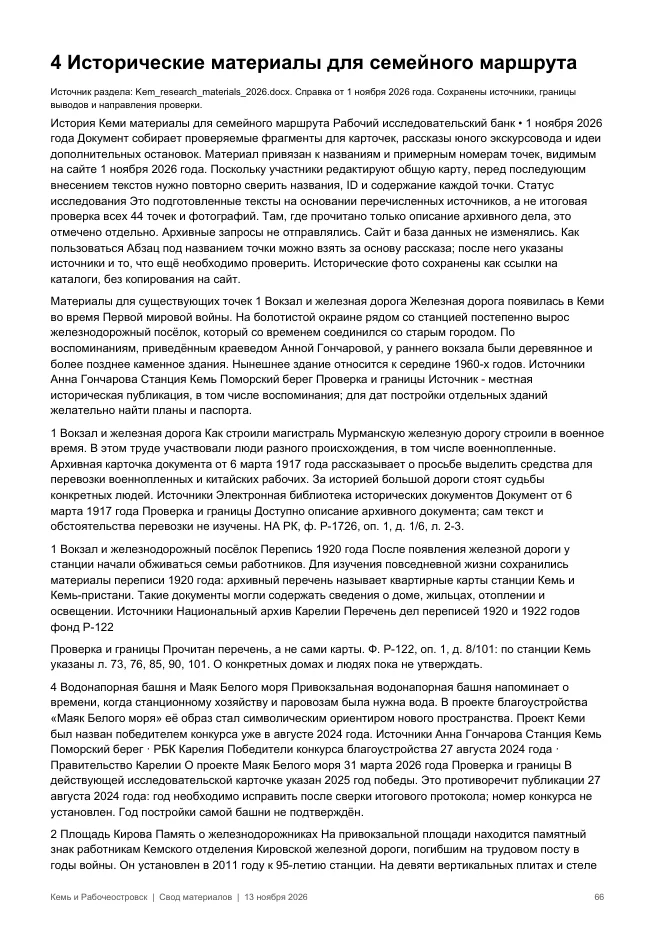 4 Исторические материалы для семейного маршрута
Источник раздела: Kem_research_materials_2026.docx. Справка от 1 ноября 2026 года. Сохранены источники, границы
выводов и направления проверки.
История Кеми материалы для семейного маршрута Рабочий исследовательский банк • 1 ноября 2026
года Документ собирает проверяемые фрагменты для карточек, рассказы юного экскурсовода и идеи
дополнительных остановок. Материал привязан к названиям и примерным номерам точек, видимым
на сайте 1 ноября 2026 года. Поскольку участники редактируют общую карту, перед последующим
внесением текстов нужно повторно сверить названия, ID и содержание каждой точки. Статус
исследования Это подготовленные тексты на основании перечисленных источников, а не итоговая
проверка всех 44 точек и фотографий. Там, где прочитано только описание архивного дела, это
отмечено отдельно. Архивные запросы не отправлялись. Сайт и база данных не изменялись. Как
пользоваться Абзац под названием точки можно взять за основу рассказа; после него указаны
источники и то, что ещё необходимо проверить. Исторические фото сохранены как ссылки на
каталоги, без копирования на сайт.
Материалы для существующих точек 1 Вокзал и железная дорога Железная дорога появилась в Кеми
во время Первой мировой войны. На болотистой окраине рядом со станцией постепенно вырос
железнодорожный посёлок, который со временем соединился со старым городом. По
воспоминаниям, приведённым краеведом Анной Гончаровой, у раннего вокзала были деревянное и
более позднее каменное здания. Нынешнее здание относится к середине 1960-х годов. Источники
Анна Гончарова Станция Кемь Поморский берег Проверка и границы Источник - местная
историческая публикация, в том числе воспоминания; для дат постройки отдельных зданий
желательно найти планы и паспорта.
1 Вокзал и железная дорога Как строили магистраль Мурманскую железную дорогу строили в военное
время. В этом труде участвовали люди разного происхождения, в том числе военнопленные.
Архивная карточка документа от 6 марта 1917 года рассказывает о просьбе выделить средства для
перевозки военнопленных и китайских рабочих. За историей большой дороги стоят судьбы
конкретных людей. Источники Электронная библиотека исторических документов Документ от 6
марта 1917 года Проверка и границы Доступно описание архивного документа; сам текст и
обстоятельства перевозки не изучены. НА РК, ф. Р-1726, оп. 1, д. 1/6, л. 2-3.
1 Вокзал и железнодорожный посёлок Перепись 1920 года После появления железной дороги у
станции начали обживаться семьи работников. Для изучения повседневной жизни сохранились
материалы переписи 1920 года: архивный перечень называет квартирные карты станции Кемь и
Кемь-пристани. Такие документы могли содержать сведения о доме, жильцах, отоплении и
освещении. Источники Национальный архив Карелии Перечень дел переписей 1920 и 1922 годов
фонд Р-122
Проверка и границы Прочитан перечень, а не сами карты. Ф. Р-122, оп. 1, д. 8/101: по станции Кемь
указаны л. 73, 76, 85, 90, 101. О конкретных домах и людях пока не утверждать.
4 Водонапорная башня и Маяк Белого моря Привокзальная водонапорная башня напоминает о
времени, когда станционному хозяйству и паровозам была нужна вода. В проекте благоустройства
«Маяк Белого моря» её образ стал символическим ориентиром нового пространства. Проект Кеми
был назван победителем конкурса уже в августе 2024 года. Источники Анна Гончарова Станция Кемь
Поморский берег · РБК Карелия Победители конкурса благоустройства 27 августа 2024 года ·
Правительство Карелии О проекте Маяк Белого моря 31 марта 2026 года Проверка и границы В
действующей исследовательской карточке указан 2025 год победы. Это противоречит публикации 27
августа 2024 года: год необходимо исправить после сверки итогового протокола; номер конкурса не
установлен. Год постройки самой башни не подтверждён.
2 Площадь Кирова Память о железнодорожниках На привокзальной площади находится памятный
знак работникам Кемского отделения Кировской железной дороги, погибшим на трудовом посту в
годы войны. Он установлен в 2011 году к 95-летию станции. На девяти вертикальных плитах и стеле
Кемь и Рабочеостровск | Свод материалов | 13 ноября 2026
66